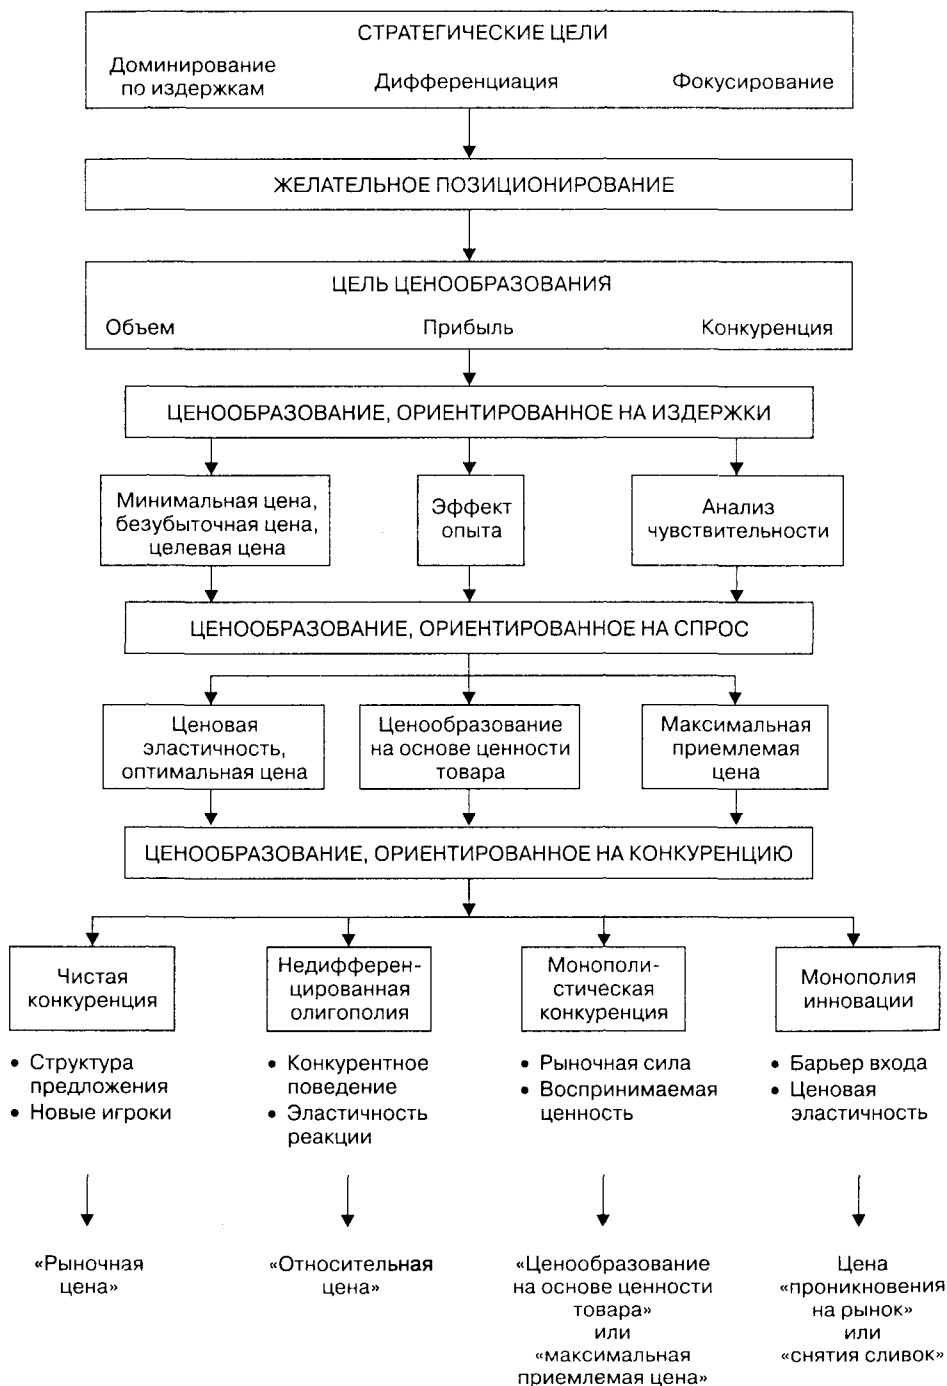 СТРАТЕГИЧЕСКИЕ ЦЕЛИ
Доминирование
по издержкам
Дифференциация
Фокусирование
ЖЕЛАТЕЛЬНОЕ ПОЗИЦИОНИРОВАНИЕ
ЦЕЛЬ ЦЕНООБРАЗОВАНИЯ
Объем
Прибыль
Конкуренция
ЦЕНООБРАЗОВАНИЕ, ОРИЕНТИРОВАННОЕ НА ИЗДЕРЖКИ
Минимальная цена,
безубыточная цена,
целевая цена
Эффект
опыта
Анализ
чувствительности
ЦЕНООБРАЗОВАНИЕ, ОРИЕНТИРОВАННОЕ НА СПРОС
Ценовая
эластичность,
оптимальная цена
Ценообразование
на основе ценности
товара
Максимальная
приемлемая
цена
ЦЕНООБРАЗОВАНИЕ, ОРИЕНТИРОВАННОЕ НА КОНКУРЕНЦИЮ
Чистая
конкуренция
Недифферен-
цированная
олигополия
Монополи-
стическая
конкуренция
Монополия
инновации
• Структура
предложения
• Новые игроки
• Конкурентное
поведение
• Эластичность
реакции
• Рыночная сила
• Воспринимаемая
ценность
• Барьер входа
• Ценовая
эластичность
«Рыночная
цена»
«Относительная
цена»
«Ценообразование
на основе ценности
товара»
или
«максимальная
приемлемая цена»
Цена
«проникновения
на рынок»
или
«снятия сливок»